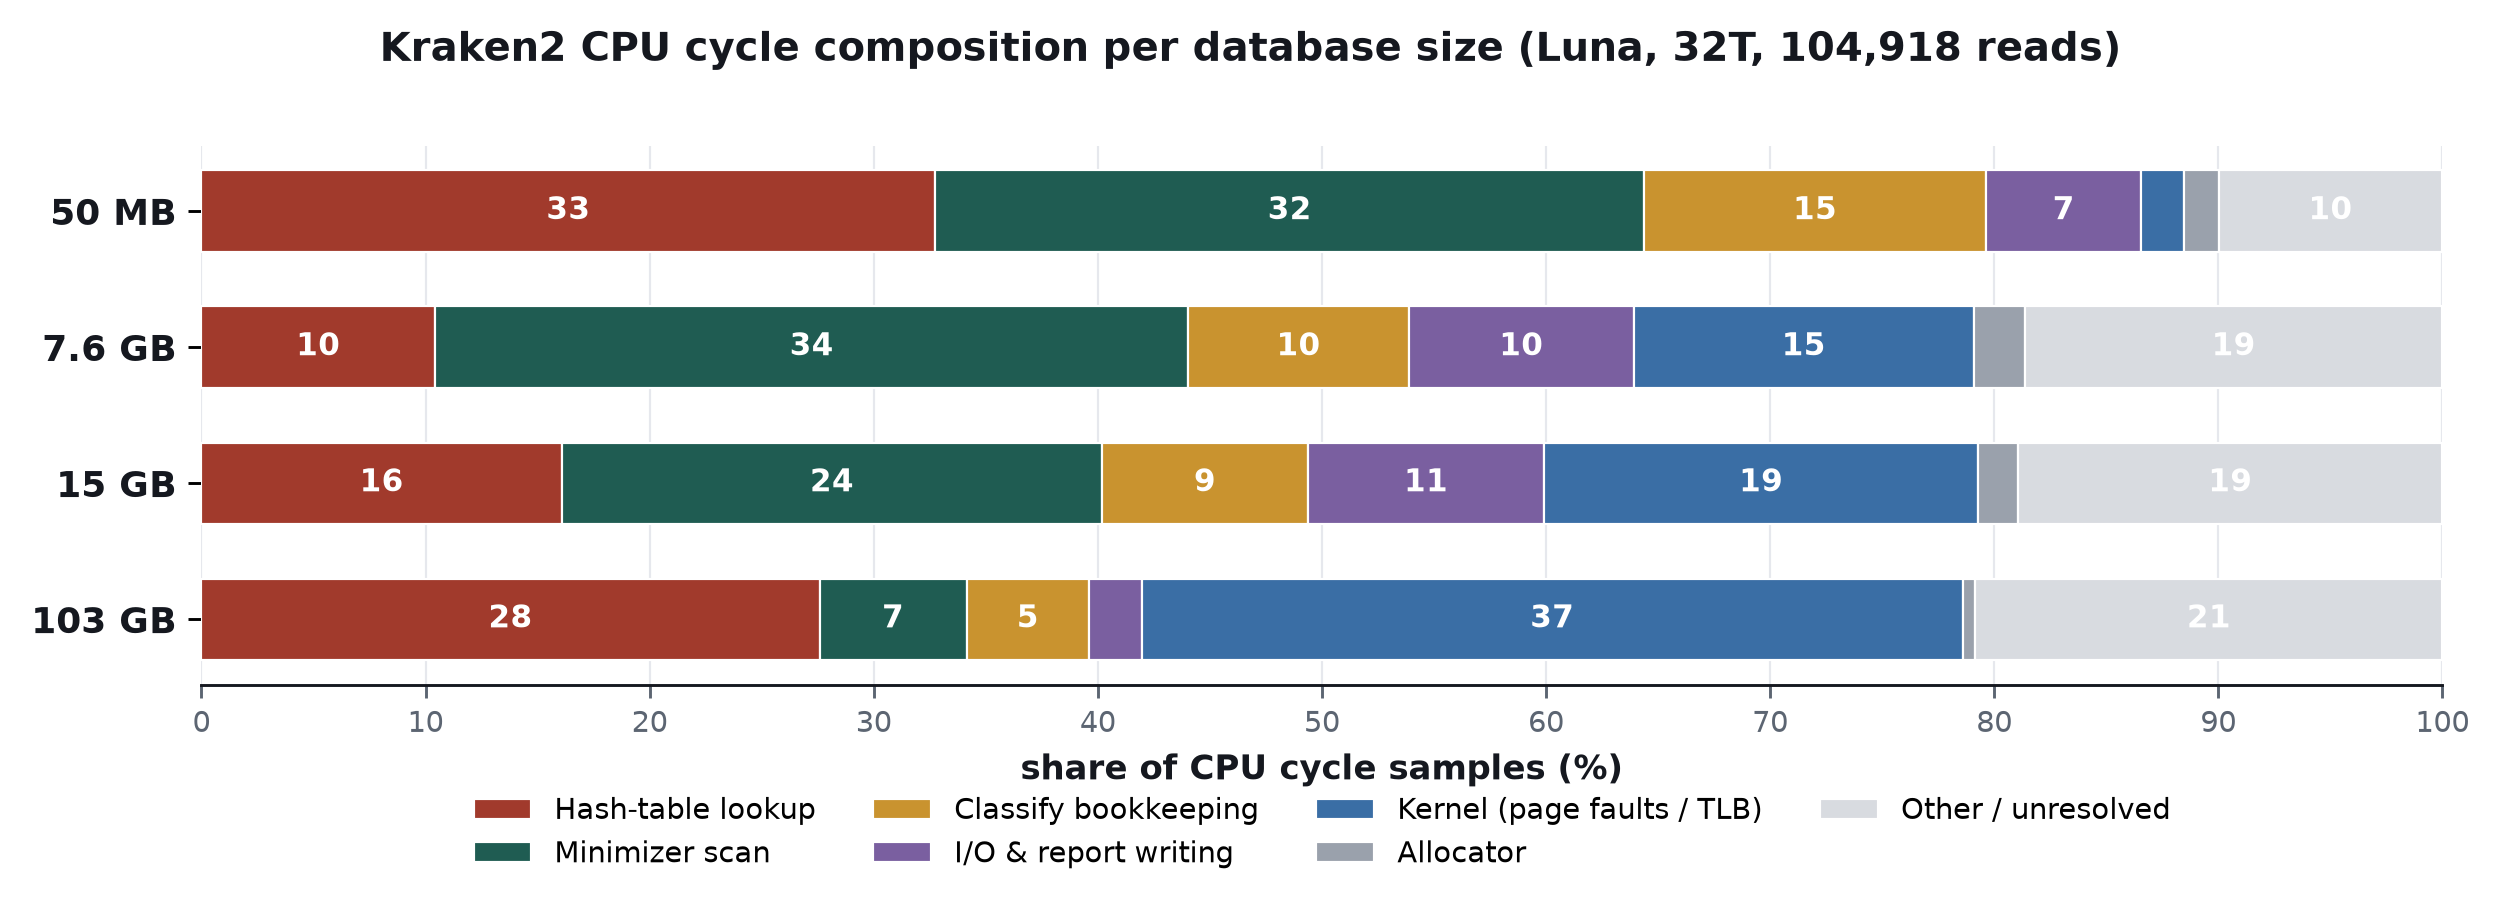 Kraken2 CPU cycle composition per database size (Luna, 32T, 104,918 reads)
50 MB 33 32 15 7 10
7.6 GB 10 34 10 10 15 19
15 GB 16 24 9 11 19 19
103 GB 28 7 5 37 21
0 10 20 30 40 50 60 70 80 90 100
share of CPU cycle samples (%)
Hash-table lookup Classify bookkeeping Kernel (page faults / TLB) Other / unresolved
Minimizer scan I/O & report writing Allocator